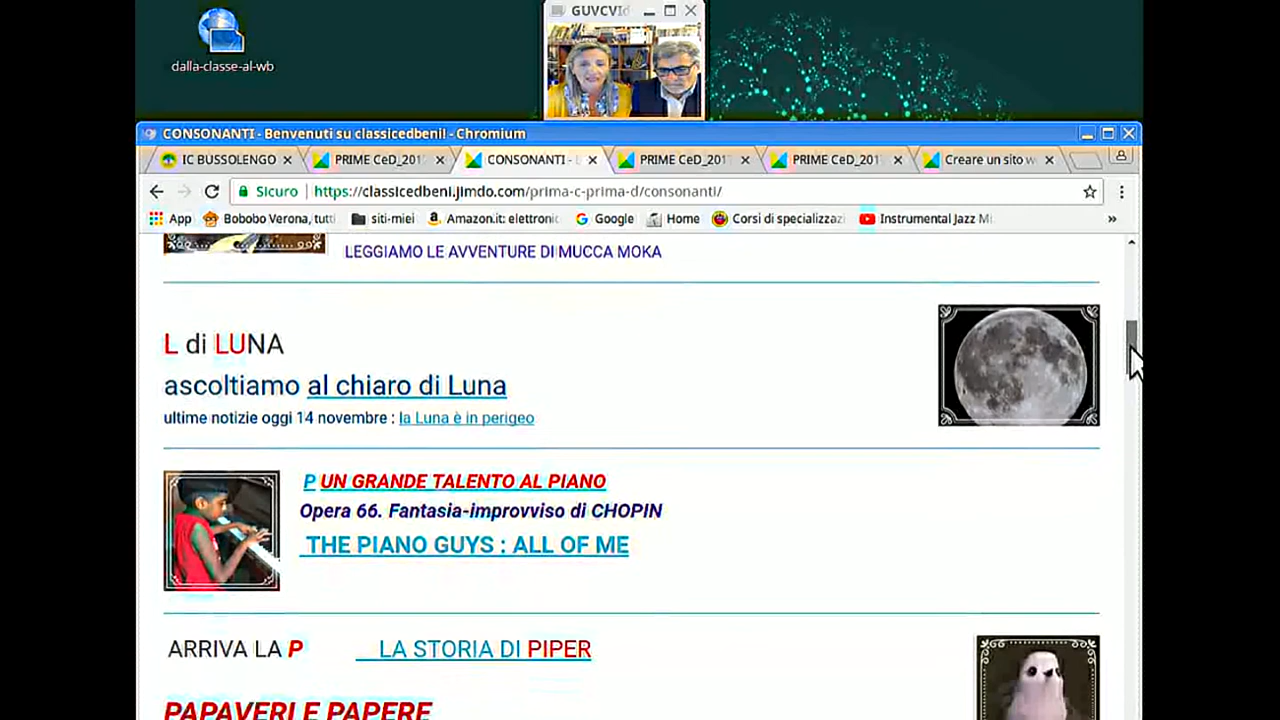 dalla-classe-al-wb
GUVCVId
CONSONANTI - Benvenuti su classicedbeni! - Chromium
IC BUSSOLENGO
PRIME CeD_201
CONSONANTI -
PRIME CeD_201
PRIME CeD_201
Creare un sito w
Sicuro
https://classicedbeni.jimdo.com/prima-c-prima-d/consonanti/
App
Bobobo Verona, tutti
siti-miei
Amazon.it: elettronic
Google
Home
Corsi di specializzazi
Instrumental Jazz M
LEGGIAMO LE AVVENTURE DI MUCCA MOKA
L di LUNA
ascoltiamo al chiaro di Luna
ultime notizie oggi 14 novembre : la Luna è in perigeo
P UN GRANDE TALENTO AL PIANO
Opera 66. Fantasia-improvviso di CHOPIN
THE PIANO GUYS : ALL OF ME
ARRIVA LA P LA STORIA DI PIPER
PAPAVERI E PAPERE